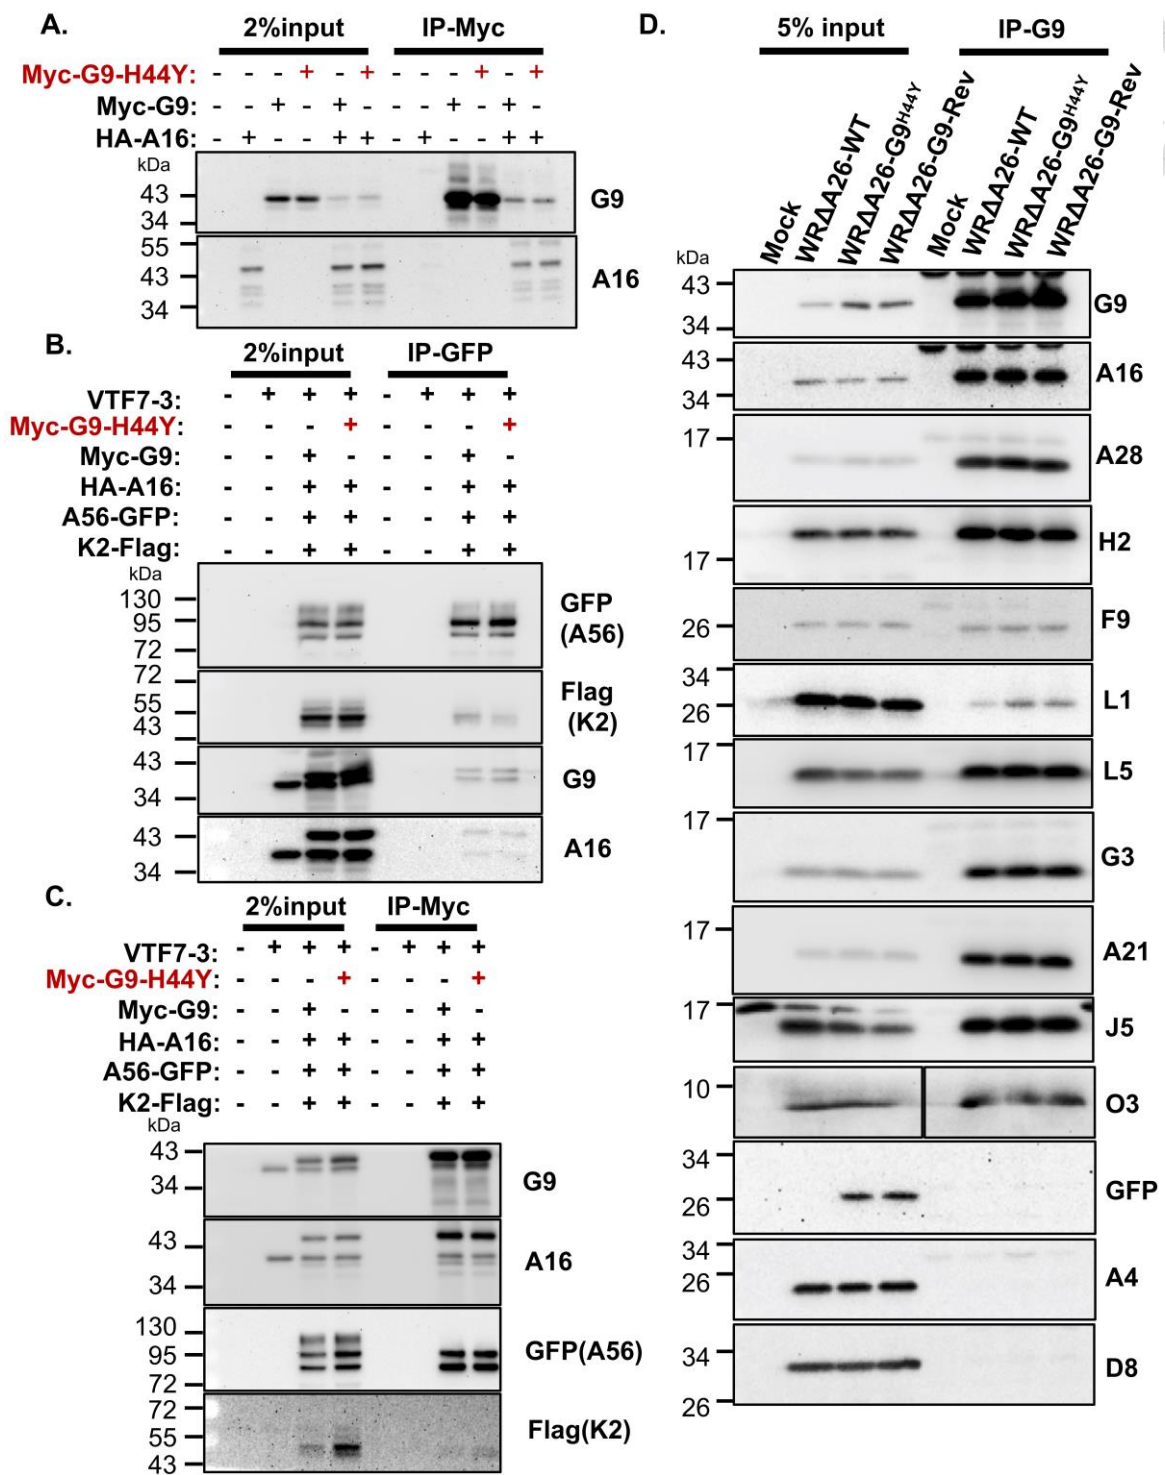 A.
2%input IP-Myc
Myc-G9-H44Y: - - - + - + - - - + - +
Myc-G9: - - + - + - - - + - + -
HA-A16: - + - - + + - + - - + +
kDa
43
34
G9
55
43
34
A16
B.
2%input IP-GFP
VTF7-3: - + + + - + + +
Myc-G9-H44Y: - - - + - - - +
Myc-G9: - - + - - - + -
HA-A16: - - + + - - + +
A56-GFP: - - + + - - + +
K2-Flag: - - + + - - + +
kDa
130
95
72
GFP
(A56)
72
55
43
Flag
(K2)
43
34
G9
43
34
A16
C.
2%input IP-Myc
VTF7-3: - + + + - + + +
Myc-G9-H44Y: - - - + - - - +
Myc-G9: - - + - - - + -
HA-A16: - - + + - - + +
A56-GFP: - - + + - - + +
K2-Flag: - - + + - - + +
kDa
43
34
G9
43
34
A16
130
95
72
GFP(A56)
72
55
43
Flag(K2)
D.
5% input IP-G9
Mock
WRΔA26-WT
WRΔA26-G9H44Y
WRΔA26-G9-Rev
Mock
WRΔA26-WT
WRΔA26-G9H44Y
WRΔA26-G9-Rev
kDa
43
34
G9
43
34
A16
17
A28
17
H2
26
F9
34
26
L1
17
L5
17
G3
17
A21
17
J5
10
O3
34
26
GFP
34
26
A4
34
26
D8